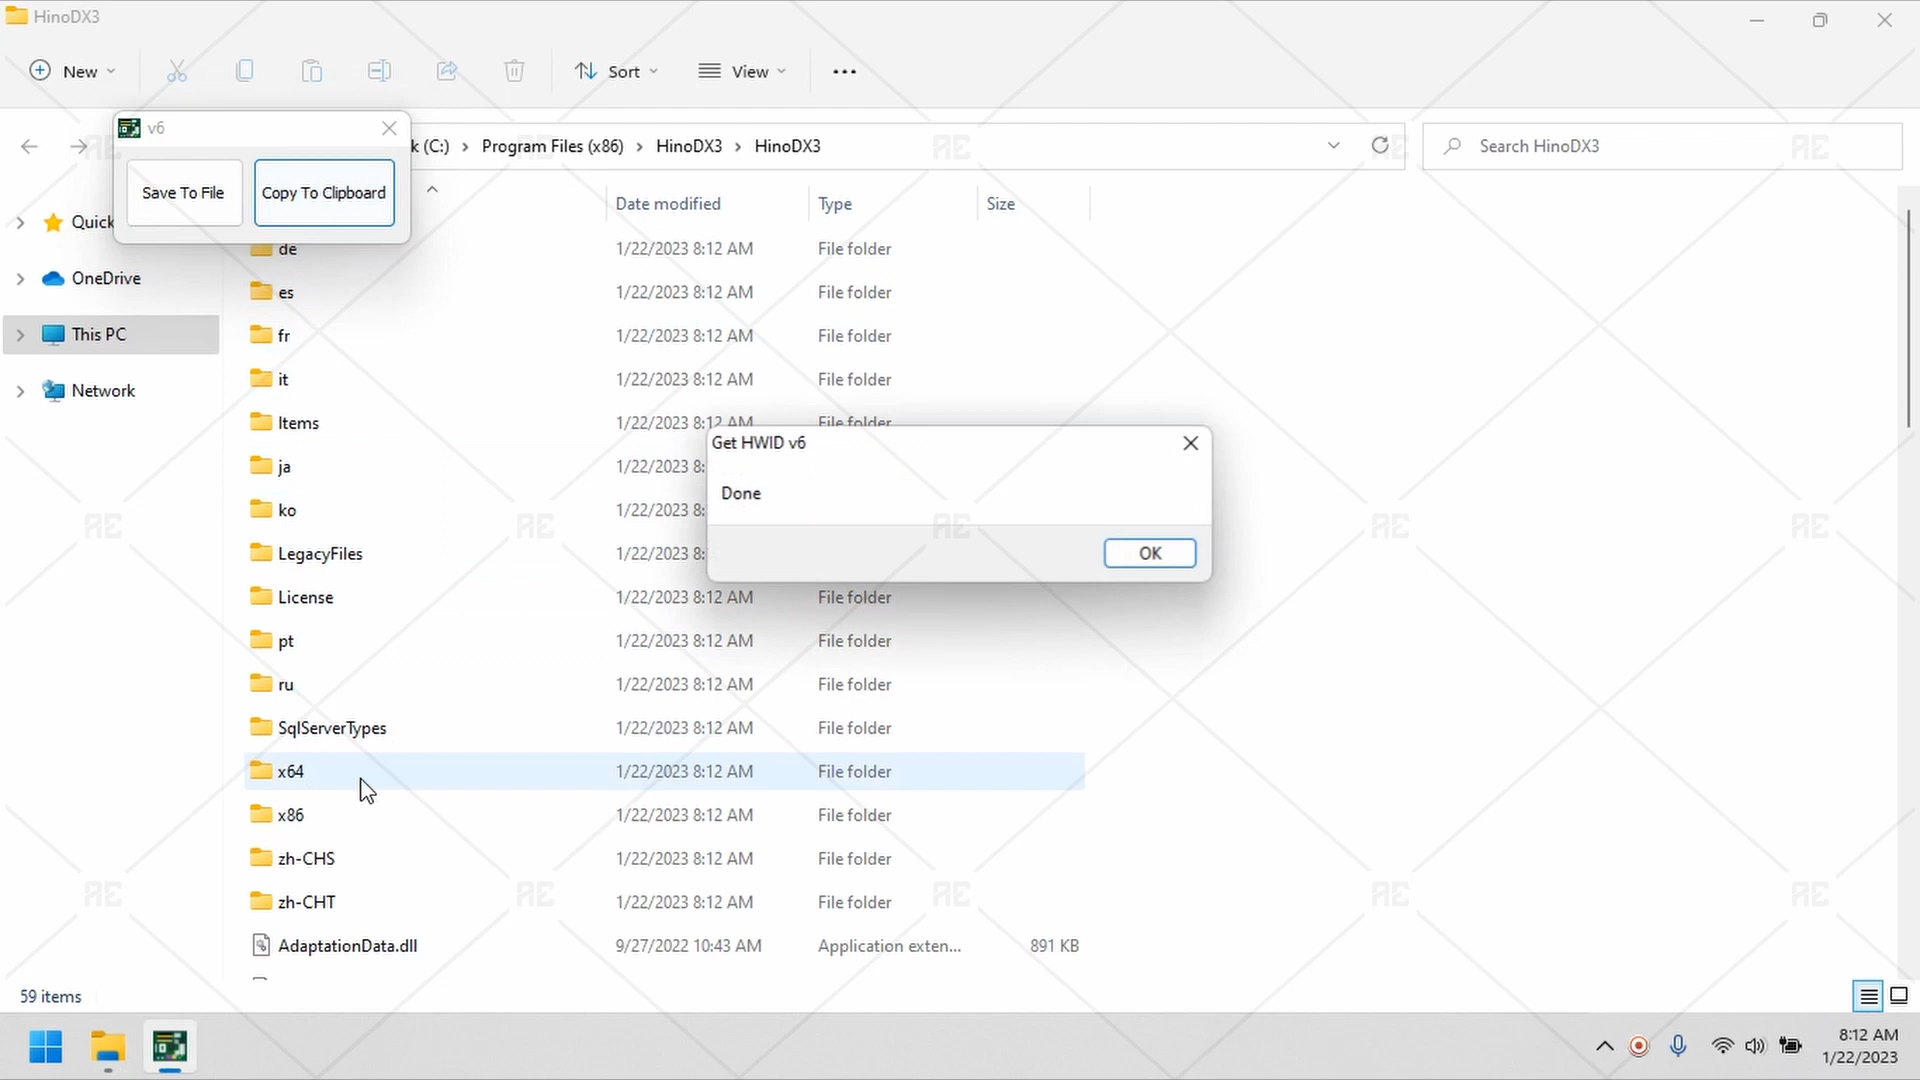 HinoDX3
New
Sort
View
v6
Save To File
Copy To Clipboard
k (C:) › Program Files (x86) › HinoDX3 › HinoDX3
Search HinoDX3
Date modified Type Size
Quick
OneDrive
This PC
Network
de 1/22/2023 8:12 AM File folder
es 1/22/2023 8:12 AM File folder
fr 1/22/2023 8:12 AM File folder
it 1/22/2023 8:12 AM File folder
Items 1/22/2023 8:12 AM File folder
ja 1/22/2023 8:
ko 1/22/2023 8:
LegacyFiles 1/22/2023 8:
License 1/22/2023 8:12 AM File folder
pt 1/22/2023 8:12 AM File folder
ru 1/22/2023 8:12 AM File folder
SqlServerTypes 1/22/2023 8:12 AM File folder
x64 1/22/2023 8:12 AM File folder
x86 1/22/2023 8:12 AM File folder
zh-CHS 1/22/2023 8:12 AM File folder
zh-CHT 1/22/2023 8:12 AM File folder
AdaptationData.dll 9/27/2022 10:43 AM Application exten... 891 KB
Get HWID v6
Done
OK
59 items
8:12 AM
1/22/2023